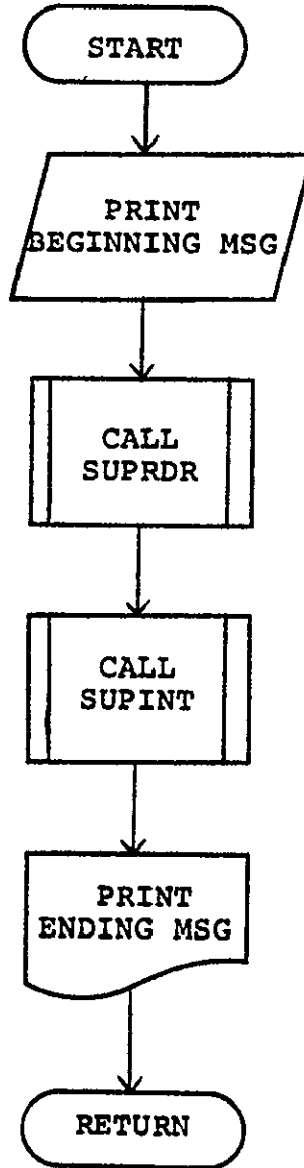 START
PRINT
BEGINNING MSG
CALL
SUPRDR
CALL
SUPINT
PRINT
ENDING MSG
RETURN